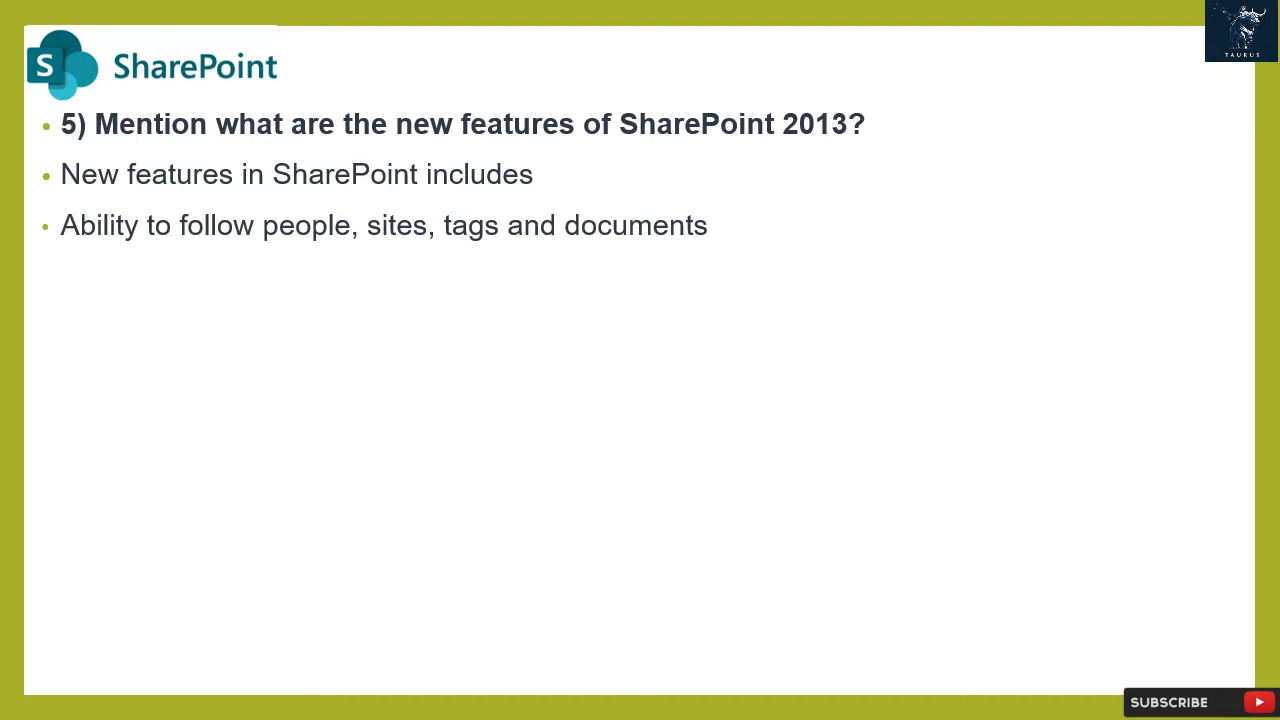 S SharePoint
TAURUS
• 5) Mention what are the new features of SharePoint 2013?
• New features in SharePoint includes
• Ability to follow people, sites, tags and documents
SUBSCRIBE